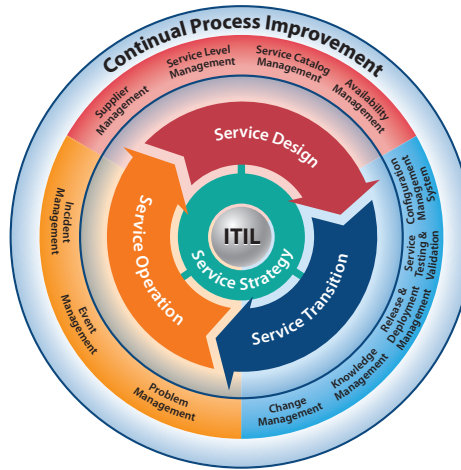 Continual Process Improvement
Supplier
Management
Service Level
Management
Service Catalog
Management
Availability
Management
Service Design
System
Management
Configuration
Service
Testing &
Validation
Release &
Deployment
Management
Knowledge
Management
Change
Management
Service Transition
Problem
Management
Event
Management
Incident
Management
Service Operation
ITIL
Service Strategy